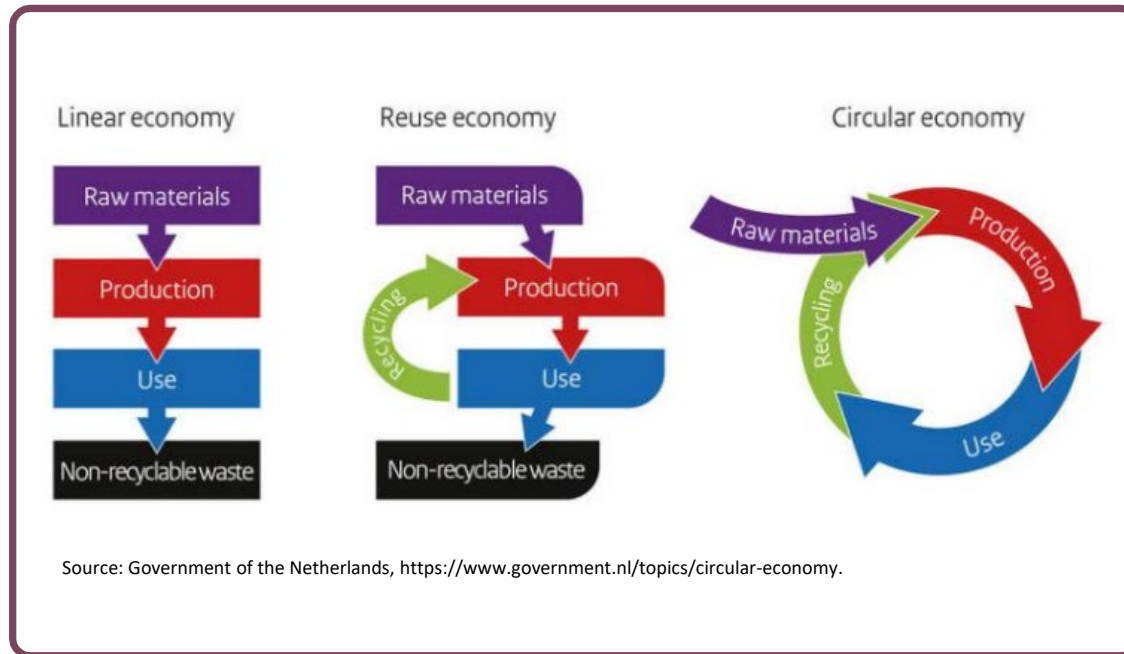 Linear economy
Raw materials
Production
Use
Non-recyclable waste
Reuse economy
Raw materials
Production
Recycling
Use
Non-recyclable waste
Circular economy
Raw materials
Production
Use
Recycling
Source: Government of the Netherlands, https://www.government.nl/topics/circular-economy.